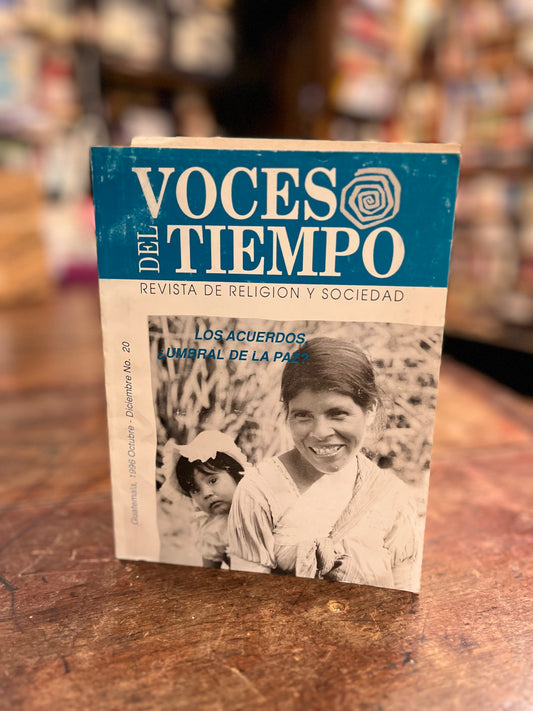 VOCES
DEL TIEMPO
REVISTA DE RELIGION Y SOCIEDAD
LOS ACUERDOS,
¿UMBRAL DE LA PAZ?
Guatemala, 1996 Octubre - Diciembre No. 20